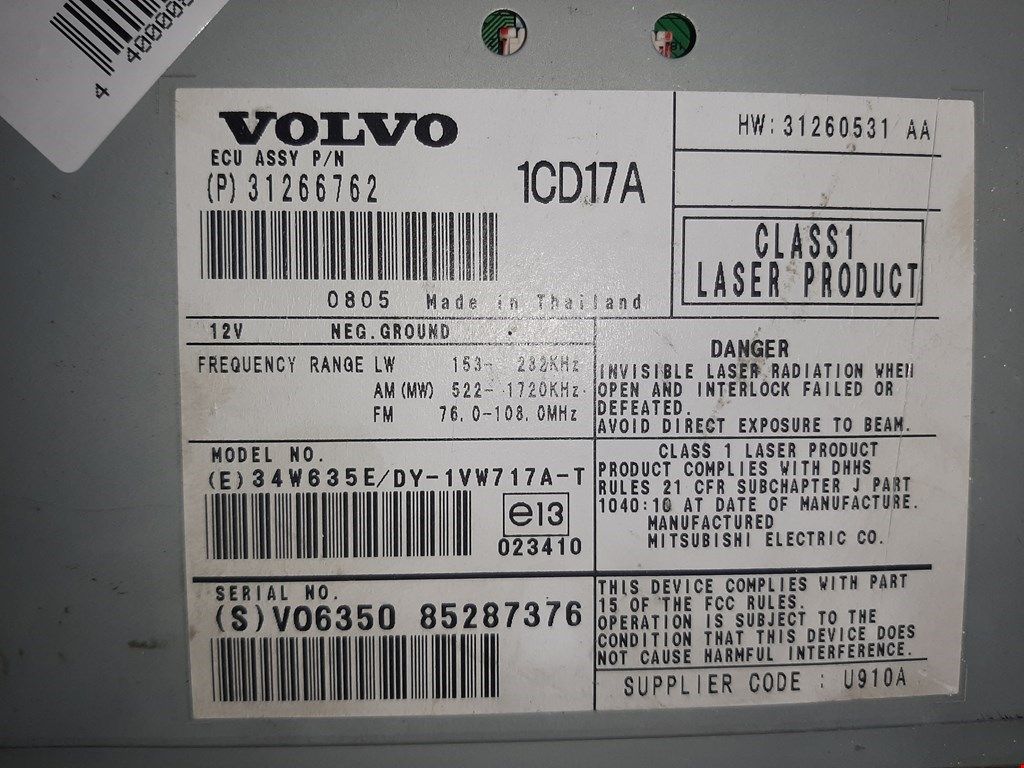 4
VOLVO
ECU ASSY P/N
(P) 31266762
1CD17A
0805 Made in Thailand
HW: 31260531 AA
CLASS1
LASER PRODUCT
12V NEG.GROUND
FREQUENCY RANGE LW 153- 282KHz
AM (MW) 522- 1720KHz
FM 76.0-108.0MHz
DANGER
INVISIBLE LASER RADIATION WHEN
OPEN AND INTERLOCK FAILED OR
DEFEATED.
AVOID DIRECT EXPOSURE TO BEAM.
MODEL NO.
(E) 34W635E/DY-1VW717A-T
e13
023410
CLASS 1 LASER PRODUCT
PRODUCT COMPLIES WITH DHHS
RULES 21 CFR SUBCHAPTER J PART
1040:10 AT DATE OF MANUFACTURE.
MANUFACTURED
MITSUBISHI ELECTRIC CO.
SERIAL NO.
(S) V06350 85287376
THIS DEVICE COMPLIES WITH PART
15 OF THE FCC RULES.
OPERATION IS SUBJECT TO THE
CONDITION THAT THIS DEVICE DOES
NOT CAUSE HARMFUL INTERFERENCE.
SUPPLIER CODE : U910A